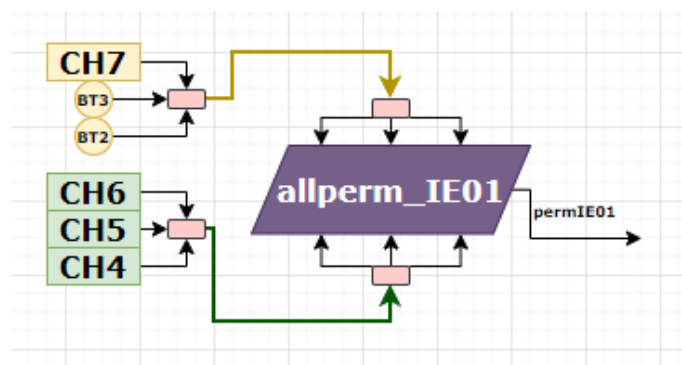 CH7
BT3
BT2
CH6
CH5
CH4
allperm_IE01
permIE01